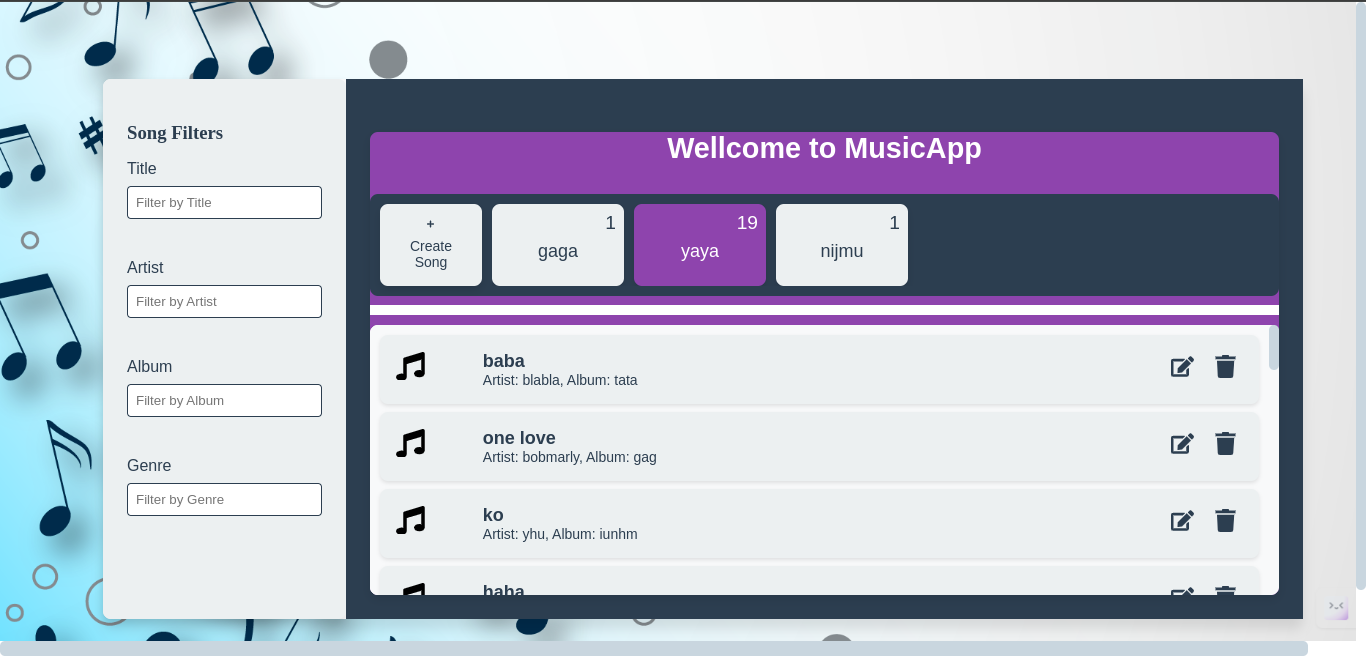 Song Filters
Title
Filter by Title
Artist
Filter by Artist
Album
Filter by Album
Genre
Filter by Genre
Wellcome to MusicApp
+
Create
Song
1
gaga
19
yaya
1
nijmu
baba
Artist: blabla, Album: tata
one love
Artist: bobmarly, Album: gag
ko
Artist: yhu, Album: iunhm